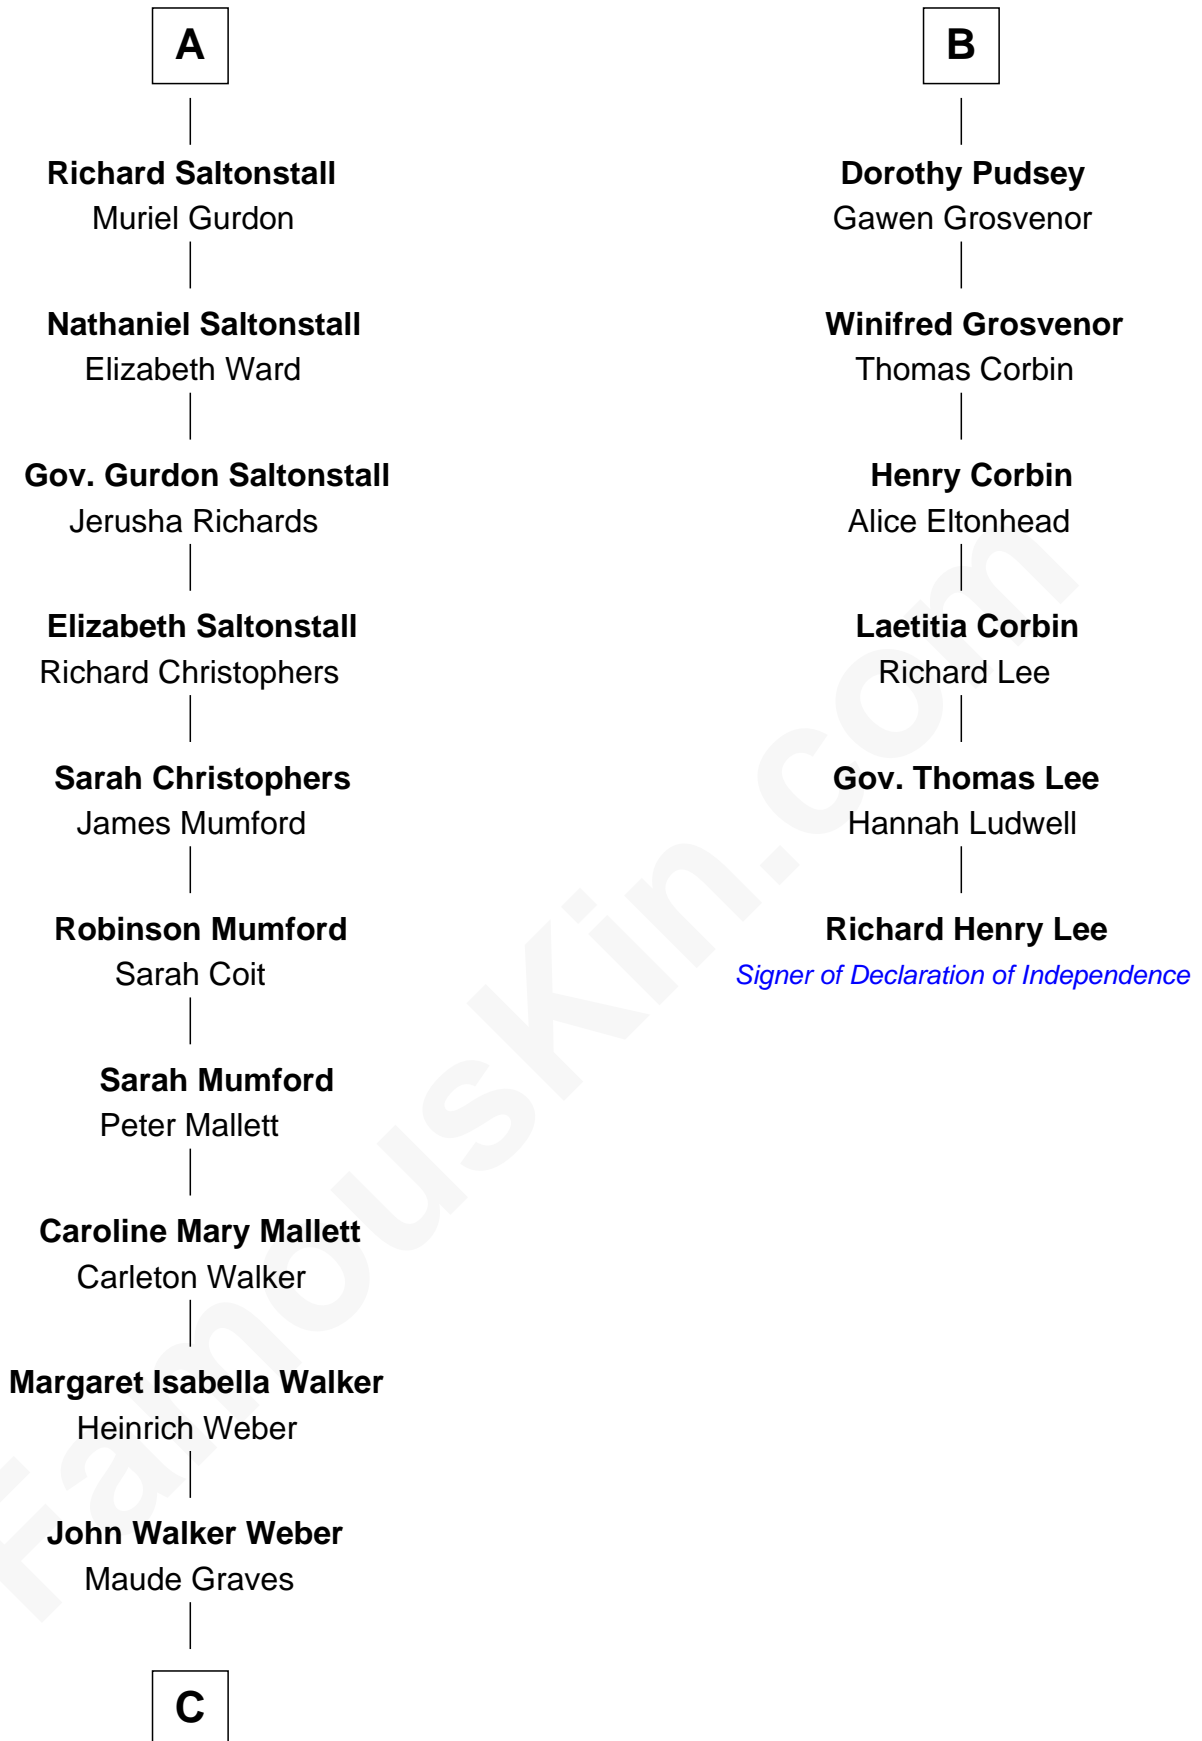 A
Richard Saltonstall
Muriel Gurdon
Nathaniel Saltonstall
Elizabeth Ward
Gov. Gurdon Saltonstall
Jerusha Richards
Elizabeth Saltonstall
Richard Christophers
Sarah Christophers
James Mumford
Robinson Mumford
Sarah Coit
Sarah Mumford
Peter Mallett
Caroline Mary Mallett
Carleton Walker
Margaret Isabella Walker
Heinrich Weber
John Walker Weber
Maude Graves
C
B
Dorothy Pudsey
Gawen Grosvenor
Winifred Grosvenor
Thomas Corbin
Henry Corbin
Alice Eltonhead
Laetitia Corbin
Richard Lee
Gov. Thomas Lee
Hannah Ludwell
Richard Henry Lee
Signer of Declaration of Independence
FamousKin.com